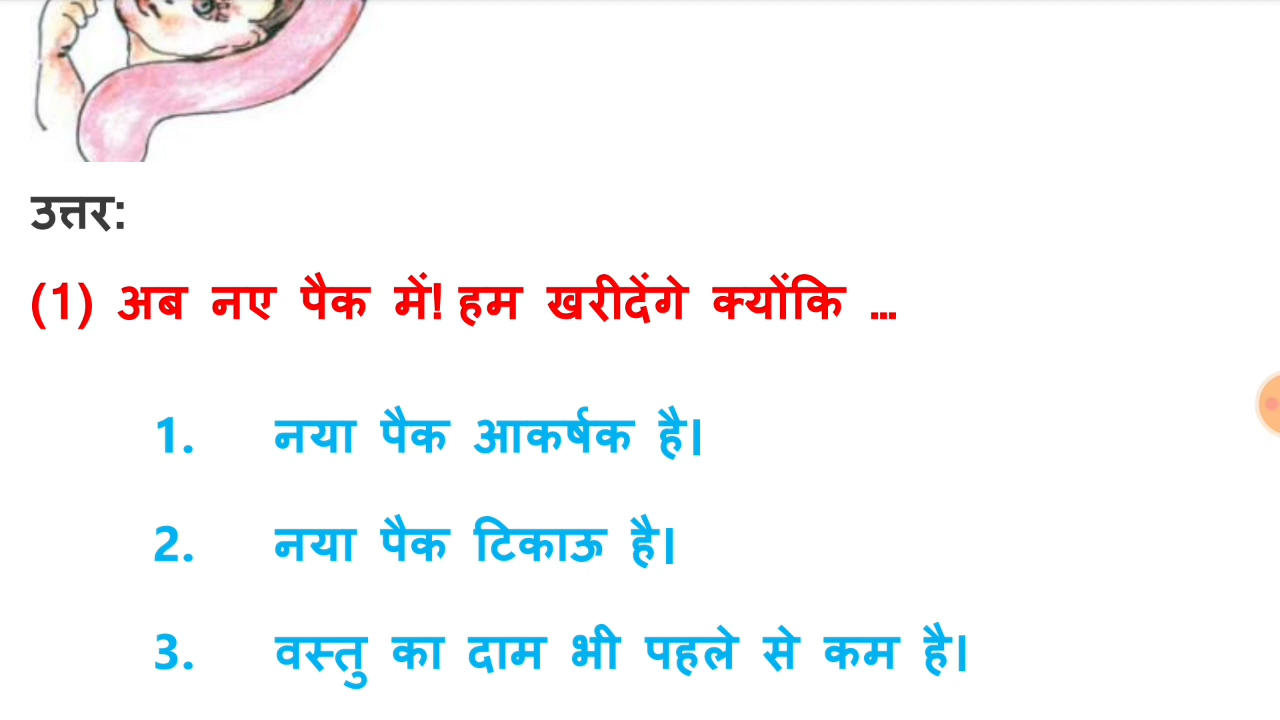 उत्तर:
(1) अब नए पैक में! हम खरीदेंगे क्योंकि ...
1. नया पैक आकर्षक है।
2. नया पैक टिकाऊ है।
3. वस्तु का दाम भी पहले से कम है।